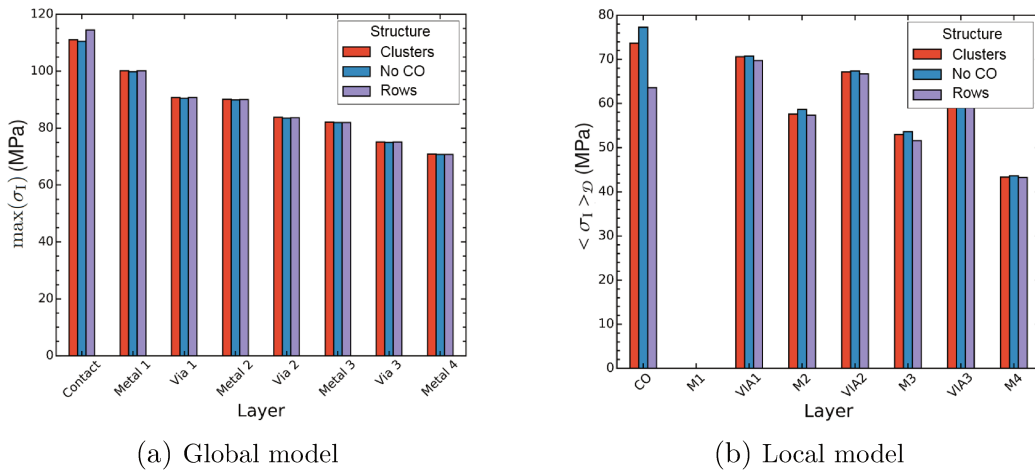 120
100
80
60
40
20
0
max(σI) (MPa)
Structure
Clusters
No CO
Rows
Contact
Metal 1
Via 1
Metal 2
Via 2
Metal 3
Via 3
Metal 4
Layer
(a) Global model
80
70
60
50
40
30
20
10
0
< σI >𝒟 (MPa)
Structure
Clusters
No CO
Rows
CO
M1
VIA1
M2
VIA2
M3
VIA3
M4
Layer
(b) Local model